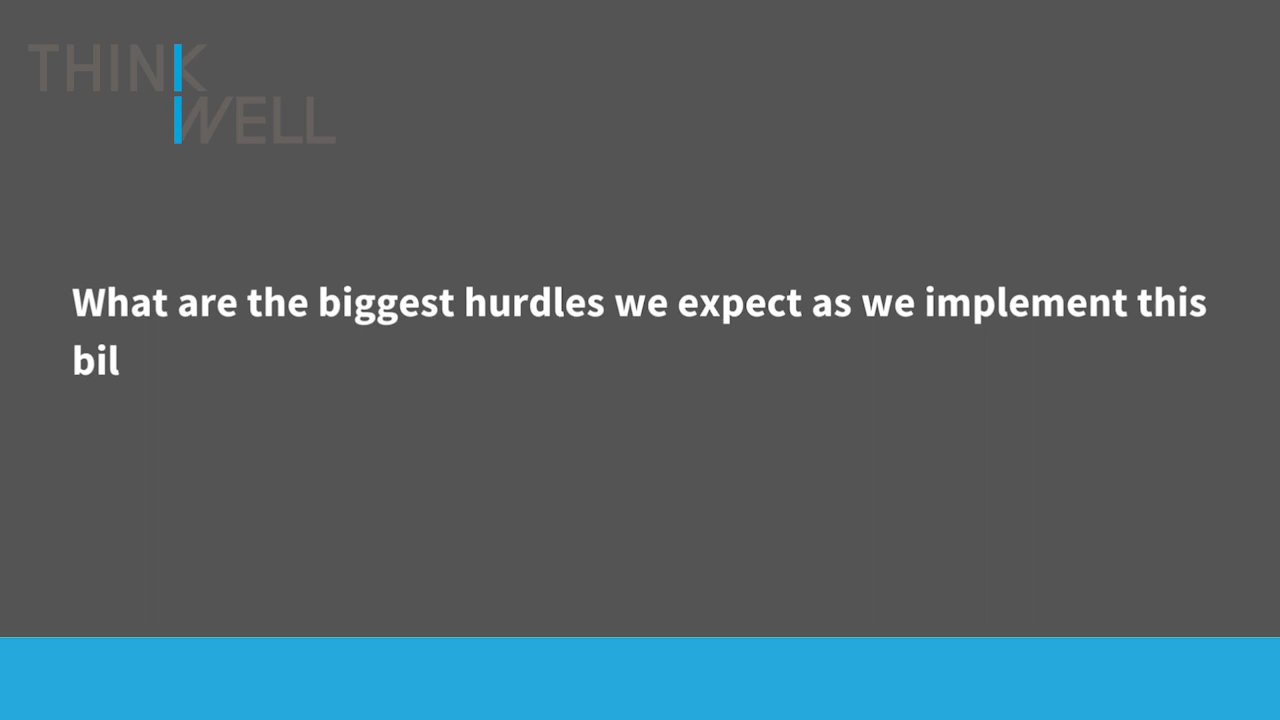 THINK
WELL
What are the biggest hurdles we expect as we implement this
bil